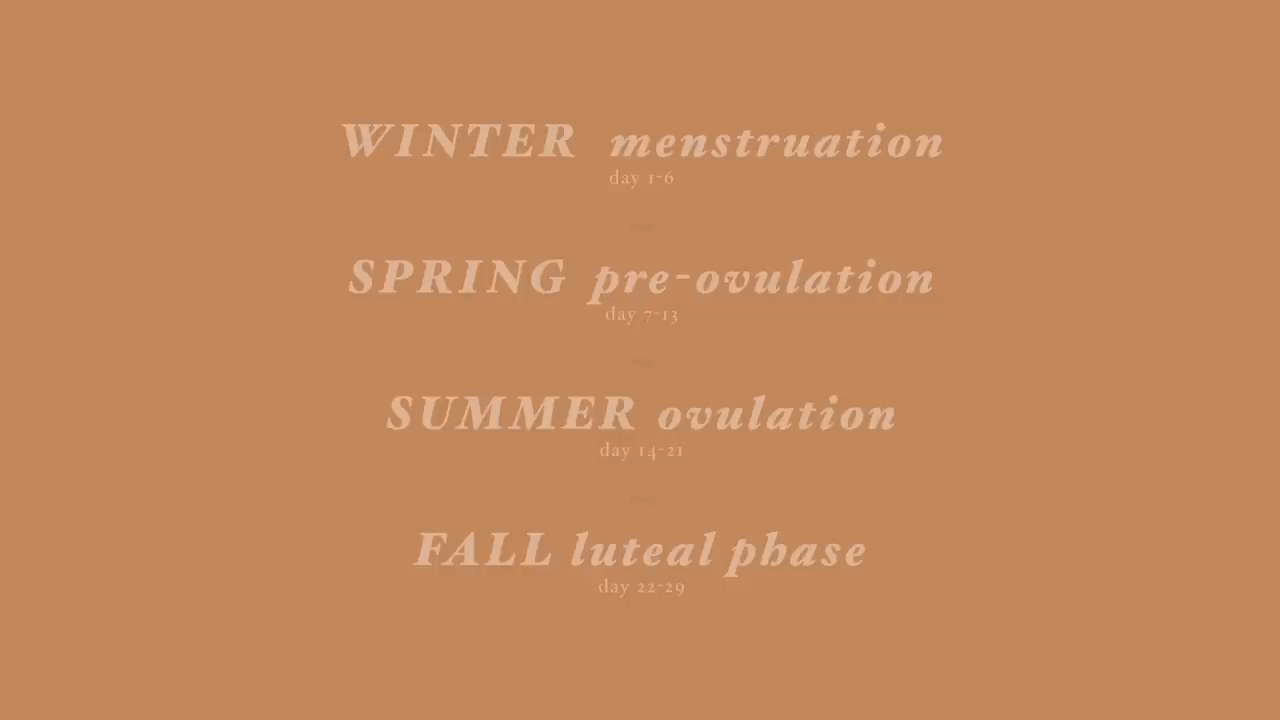 WINTER menstruation
day 1-6
SPRING pre-ovulation
day 7-13
SUMMER ovulation
day 14-21
FALL luteal phase
day 22-29